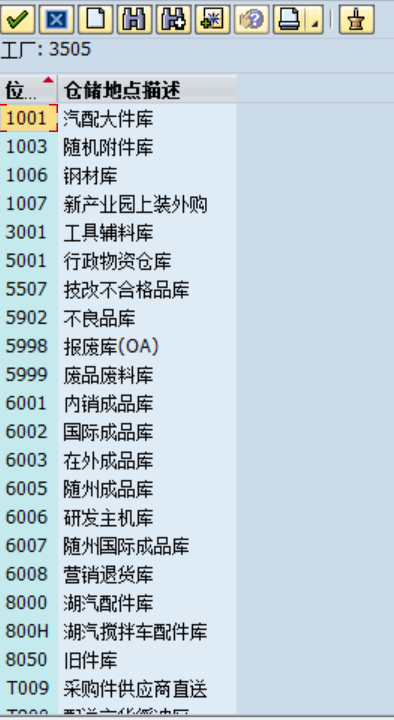 工厂: 3505
位... 仓储地点描述
1001 汽配大件库
1003 随机附件库
1006 钢材库
1007 新产业园上装外购
3001 工具辅料库
5001 行政物资仓库
5507 技改不合格品库
5902 不良品库
5998 报废库(OA)
5999 废品废料库
6001 内销成品库
6002 国际成品库
6003 在外成品库
6005 随州成品库
6006 研发主机库
6007 随州国际成品库
6008 营销退货库
8000 湖汽配件库
800H 湖汽搅拌车配件库
8050 旧件库
T009 采购件供应商直送